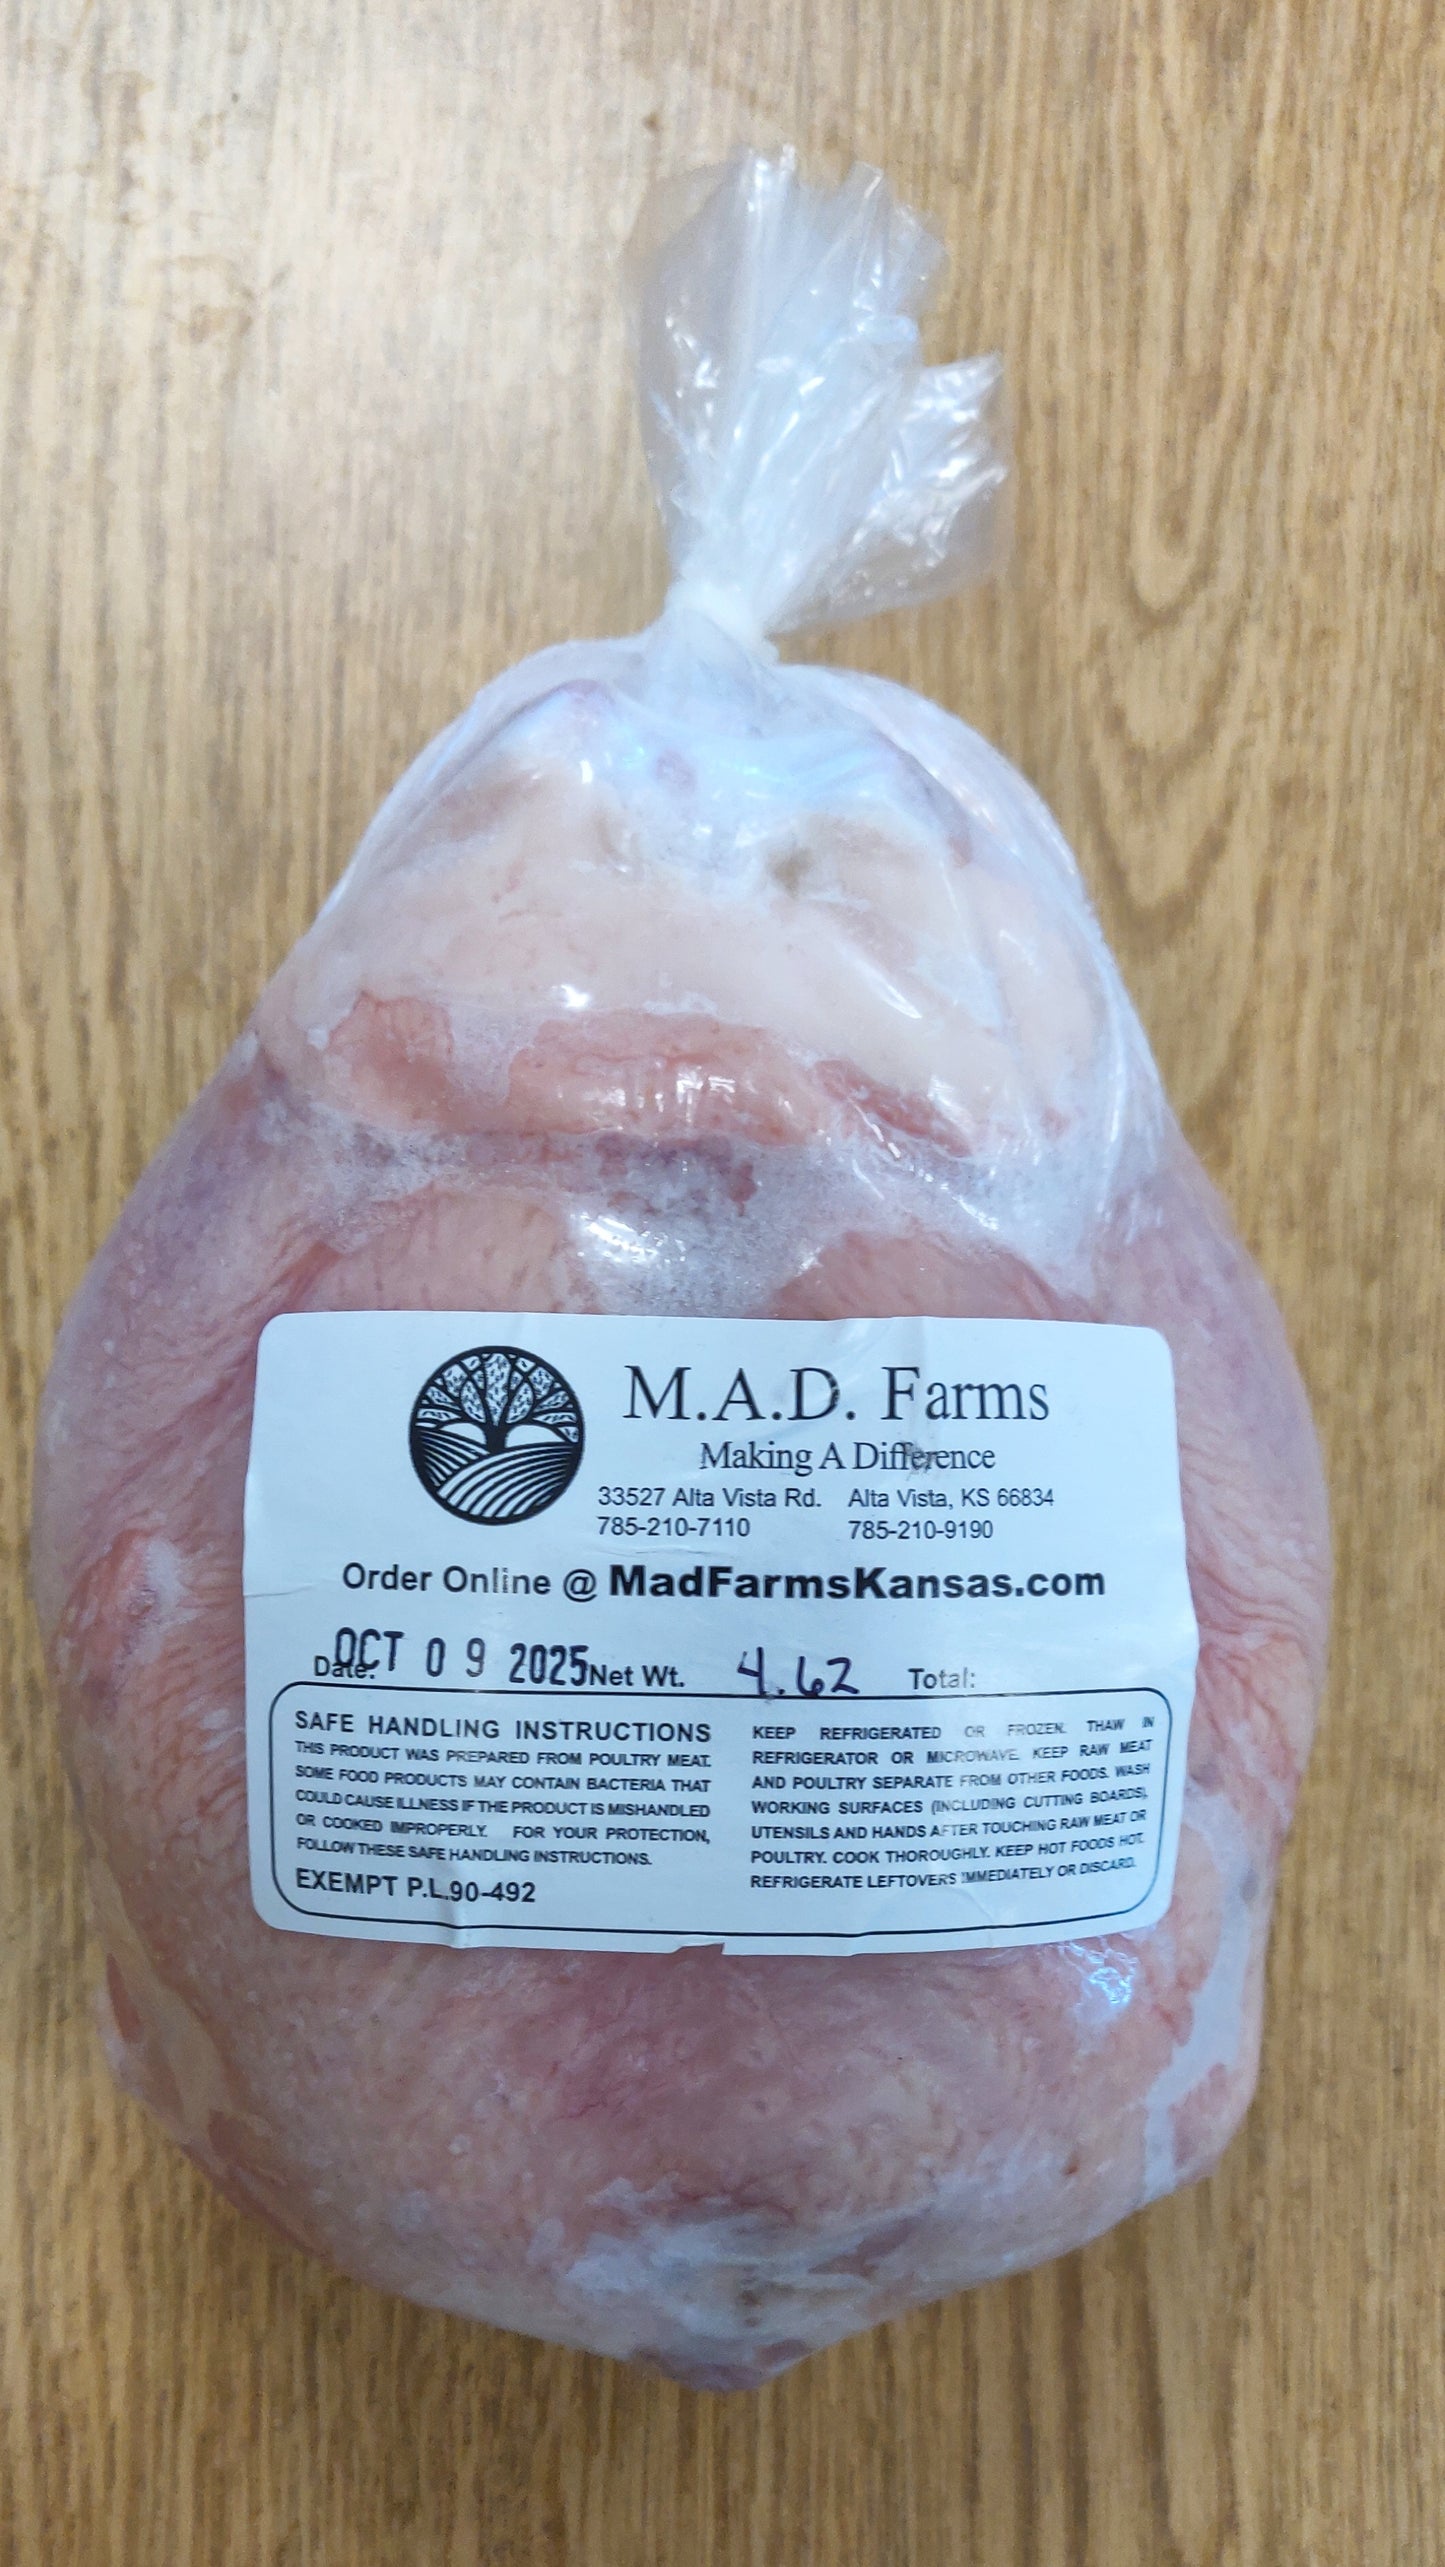 M.A.D. Farms
Making A Difference
33527 Alta Vista Rd. Alta Vista, KS 66834
785-210-7110 785-210-9190
Order Online @ MadFarmsKansas.com
Date: OCT 09 2025 Net Wt. 4.62 Total:
SAFE HANDLING INSTRUCTIONS
THIS PRODUCT WAS PREPARED FROM POULTRY MEAT.
SOME FOOD PRODUCTS MAY CONTAIN BACTERIA THAT
COULD CAUSE ILLNESS IF THE PRODUCT IS MISHANDLED
OR COOKED IMPROPERLY. FOR YOUR PROTECTION,
FOLLOW THESE SAFE HANDLING INSTRUCTIONS.
EXEMPT P.L.90-492
KEEP REFRIGERATED OR FROZEN. THAW IN
REFRIGERATOR OR MICROWAVE. KEEP RAW MEAT
AND POULTRY SEPARATE FROM OTHER FOODS. WASH
WORKING SURFACES (INCLUDING CUTTING BOARDS),
UTENSILS AND HANDS AFTER TOUCHING RAW MEAT OR
POULTRY. COOK THOROUGHLY. KEEP HOT FOODS HOT.
REFRIGERATE LEFTOVERS IMMEDIATELY OR DISCARD.